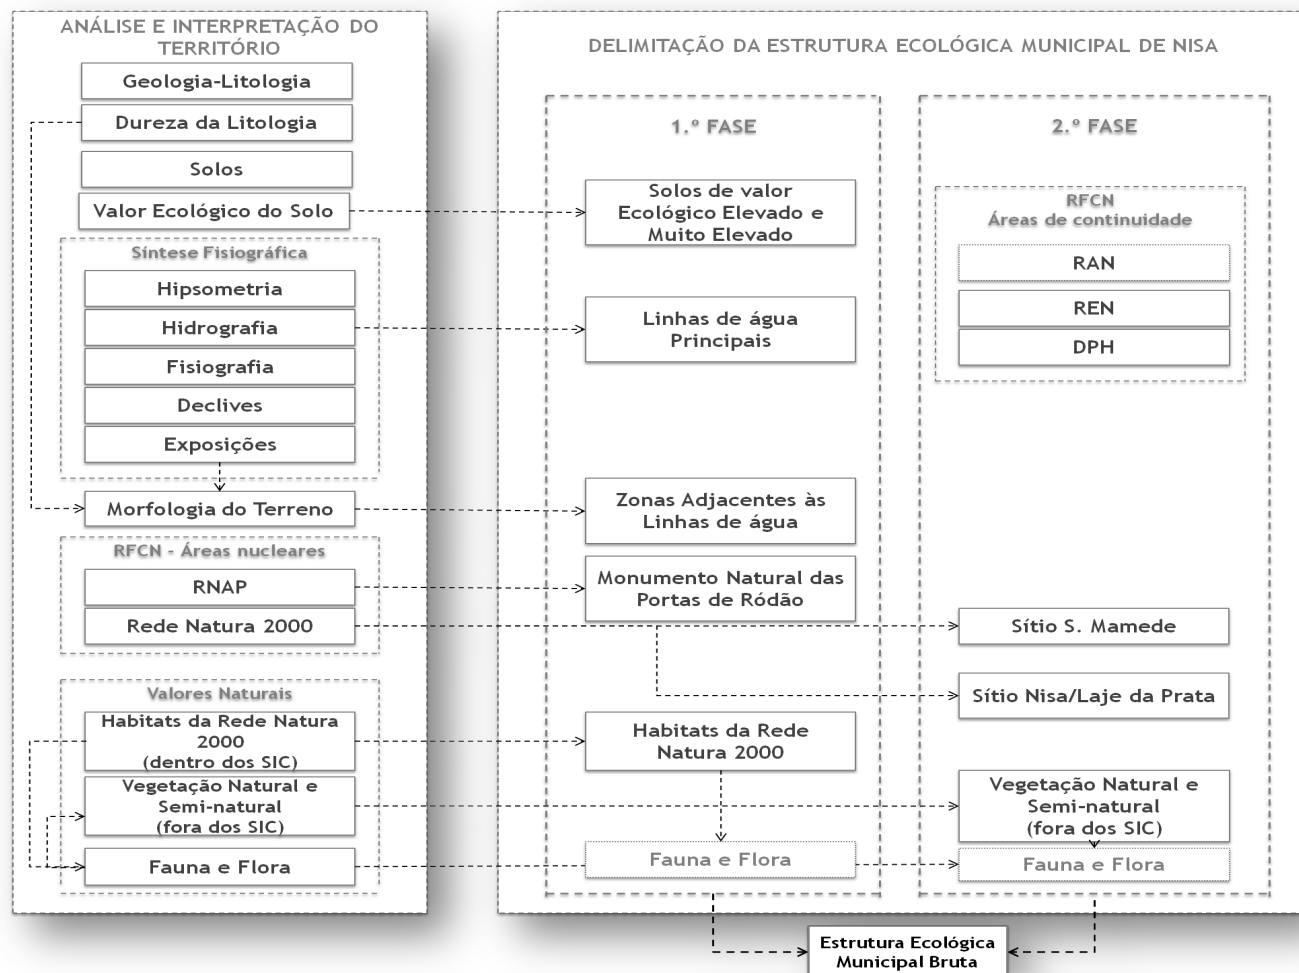 ANÁLISE E INTERPRETAÇÃO DO
TERRITÓRIO
Geologia-Litologia
Dureza da Litologia
Solos
Valor Ecológico do Solo
Síntese Fisiográfica
Hipsometria
Hidrografia
Fisiografia
Declives
Exposições
Morfologia do Terreno
RFCN - Áreas nucleares
RNAP
Rede Natura 2000
Valores Naturais
Habitats da Rede Natura
2000
(dentro dos SIC)
Vegetação Natural e
Semi-natural
(fora dos SIC)
Fauna e Flora
DELIMITAÇÃO DA ESTRUTURA ECOLÓGICA MUNICIPAL DE NISA
1.º FASE
Solos de valor
Ecológico Elevado e
Muito Elevado
Linhas de água
Principais
Zonas Adjacentes às
Linhas de água
Monumento Natural das
Portas de Ródão
Habitats da Rede
Natura 2000
Fauna e Flora
2.º FASE
RFCN
Áreas de continuidade
RAN
REN
DPH
Sítio S. Mamede
Sítio Nisa/Laje da Prata
Vegetação Natural e
Semi-natural
(fora dos SIC)
Fauna e Flora
Estrutura Ecológica
Municipal Bruta